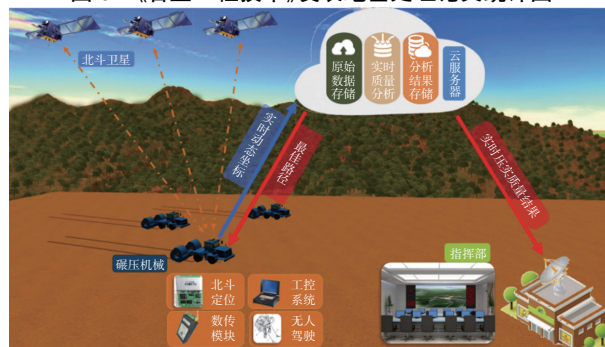 北斗卫星
原始
数据
存储
实时
质量
分析
分析
结果
存储
云服务器
实时动态坐标
最佳路径
实时压实质量结果
碾压机械
指挥部
北斗
定位
工控
系统
数传
模块
无人
驾驶